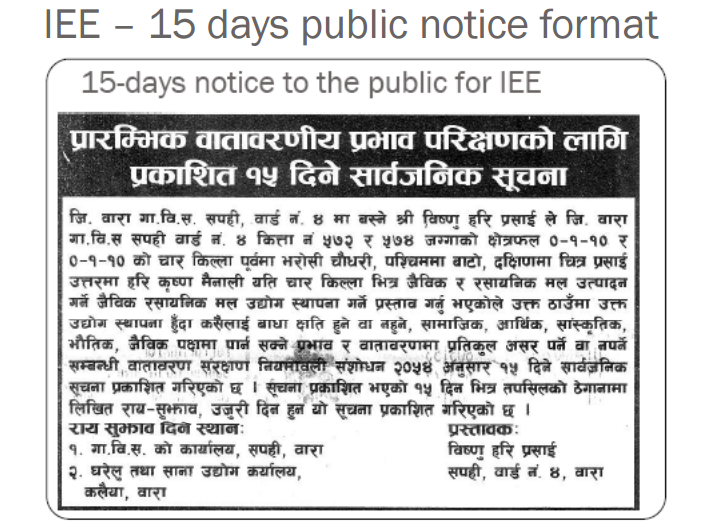 IEE – 15 days public notice format
15-days notice to the public for IEE
प्रारम्भिक वातावरणीय प्रभाव परिक्षणको लागि
प्रकाशित १५ दिने सार्वजनिक सूचना
जि. वारा गा.वि.स. सपही, वार्ड नं. ४ मा बस्ने श्री विष्णु हरि प्रसाई ले जि. वारा
गा.वि.स सपही वार्ड नं. ४ कित्ता नं ५७२ र ५७४ जग्गाको क्षेत्रफल ०-१-१० र
०-१-१० को चार किल्ला पूर्वमा भरोसी चौधरी, पश्चिममा बाटो, दक्षिणमा चित्र प्रसाई
उत्तरमा हरि कृष्ण मैनाली यति चार किल्ला भित्र जैविक र रसायनिक मल उत्पादन
गर्ने जैविक रसायनिक मल उद्योग स्थापना गर्ने प्रस्ताव गर्नु भएकोले उक्त ठाउँमा उक्त
उद्योग स्थापना हुँदा कसैलाई बाधा क्षति हुने वा नहुने, सामाजिक, आर्थिक, सांस्कृतिक,
भौतिक, जैविक पक्षमा पार्न सक्ने प्रभाव र वातावरणमा प्रतिकुल असर पर्ने वा नपर्ने
सम्बन्धी वातावरण संरक्षण नियमावली संशोधन २०५४ अनुसार १५ दिने सार्वजनिक
सूचना प्रकाशित गरिएको छ । सूचना प्रकाशित भएको १५ दिन भित्र तपसिलको ठेगानामा
लिखित राय-सुझाव, उजुरी दिन हुन यो सूचना प्रकाशित गरिएको छ ।
राय सुझाव दिने स्थानः प्रस्तावकः
१. गा.वि.स. को कार्यालय, सपही, वारा विष्णु हरि प्रसाई
२. घरेलु तथा साना उद्योग कर्यालय, सपही, वार्ड नं. ४, वारा
कलैया, वारा